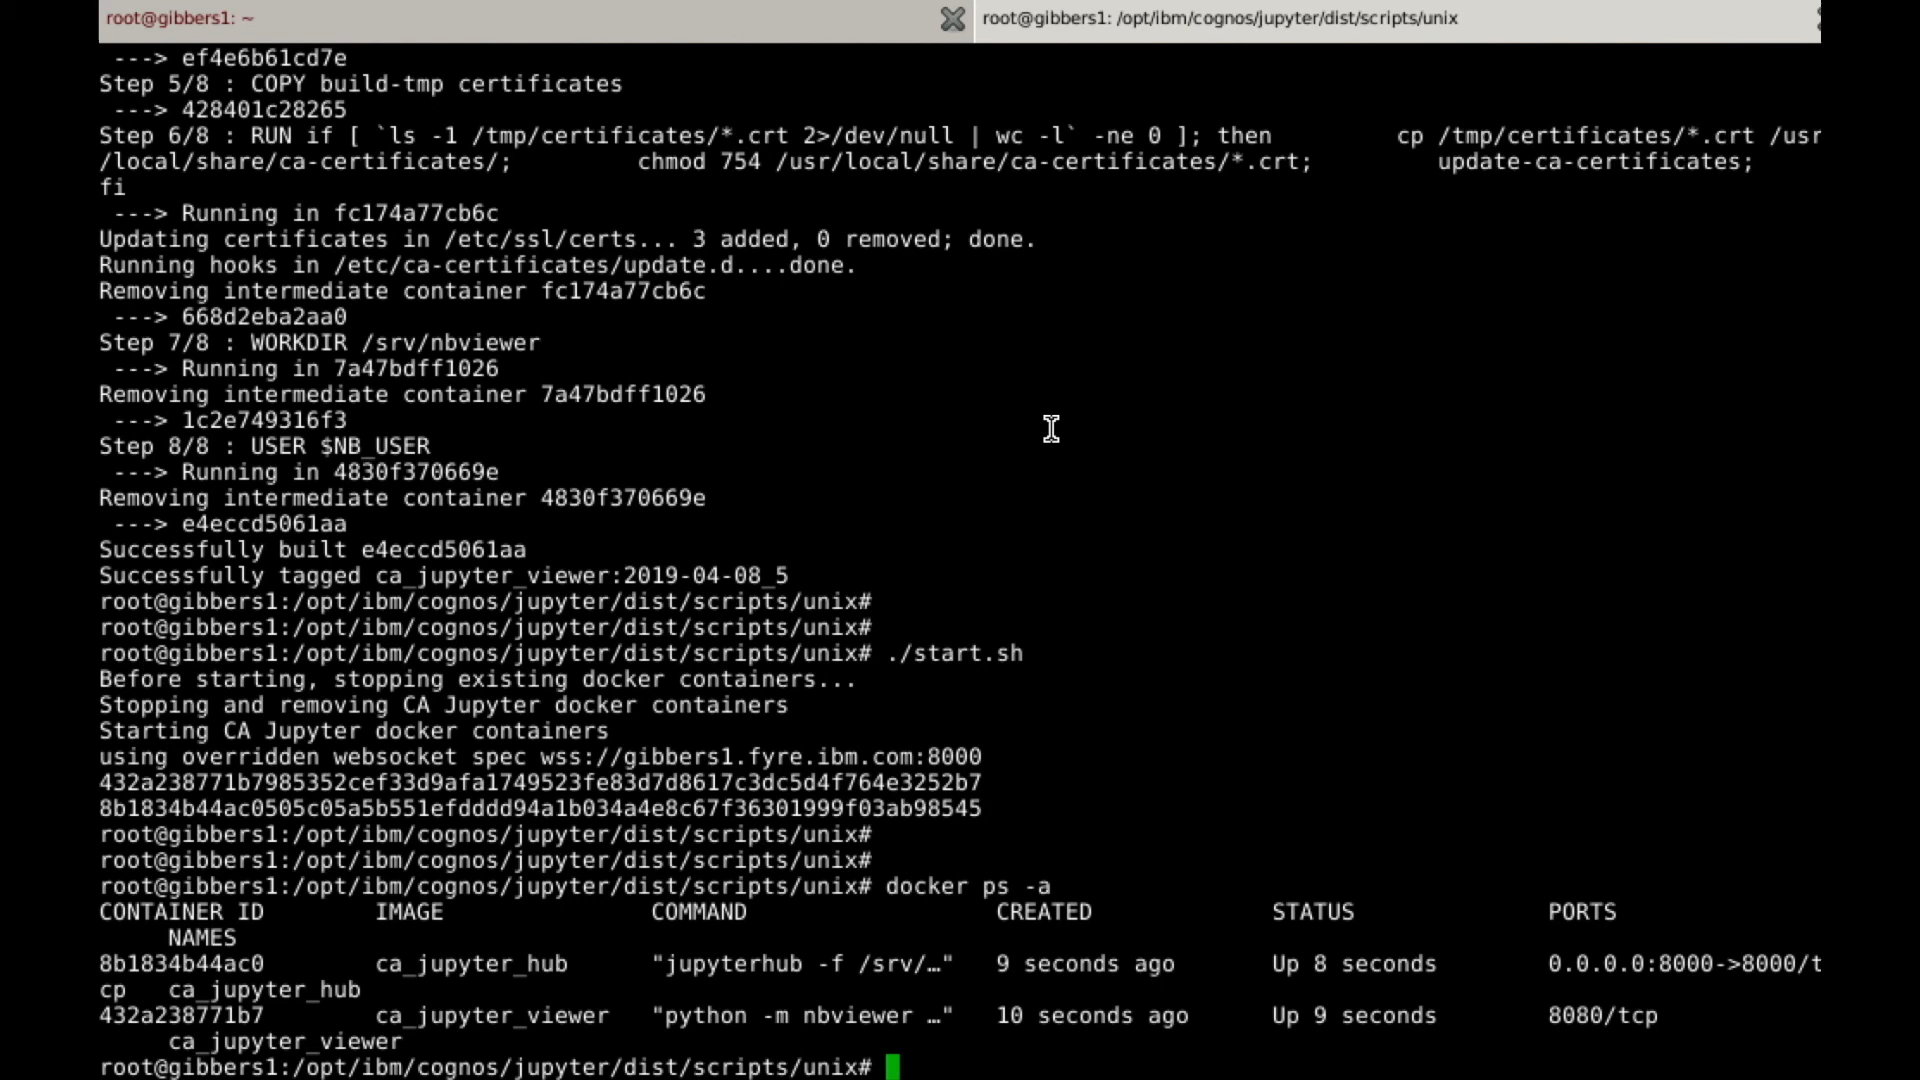 root@gibbers1: ~
root@gibbers1: /opt/ibm/cognos/jupyter/dist/scripts/unix
---> ef4e6b61cd7e
Step 5/8 : COPY build-tmp certificates
---> 428401c28265
Step 6/8 : RUN if [ `ls -1 /tmp/certificates/*.crt 2>/dev/null | wc -l` -ne 0 ]; then         cp /tmp/certificates/*.crt /usr
/local/share/ca-certificates/;         chmod 754 /usr/local/share/ca-certificates/*.crt;         update-ca-certificates;
fi
---> Running in fc174a77cb6c
Updating certificates in /etc/ssl/certs... 3 added, 0 removed; done.
Running hooks in /etc/ca-certificates/update.d....done.
Removing intermediate container fc174a77cb6c
---> 668d2eba2aa0
Step 7/8 : WORKDIR /srv/nbviewer
---> Running in 7a47bdff1026
Removing intermediate container 7a47bdff1026
---> 1c2e749316f3
Step 8/8 : USER $NB_USER
---> Running in 4830f370669e
Removing intermediate container 4830f370669e
---> e4eccd5061aa
Successfully built e4eccd5061aa
Successfully tagged ca_jupyter_viewer:2019-04-08_5
root@gibbers1:/opt/ibm/cognos/jupyter/dist/scripts/unix#
root@gibbers1:/opt/ibm/cognos/jupyter/dist/scripts/unix#
root@gibbers1:/opt/ibm/cognos/jupyter/dist/scripts/unix# ./start.sh
Before starting, stopping existing docker containers...
Stopping and removing CA Jupyter docker containers
Starting CA Jupyter docker containers
using overridden websocket spec wss://gibbers1.fyre.ibm.com:8000
432a238771b7985352cef33d9afa1749523fe83d7d8617c3dc5d4f764e3252b7
8b1834b44ac0505c05a5b551efdddd94a1b034a4e8c67f36301999f03ab98545
root@gibbers1:/opt/ibm/cognos/jupyter/dist/scripts/unix#
root@gibbers1:/opt/ibm/cognos/jupyter/dist/scripts/unix#
root@gibbers1:/opt/ibm/cognos/jupyter/dist/scripts/unix# docker ps -a
CONTAINER ID        IMAGE               COMMAND                  CREATED             STATUS              PORTS
NAMES
8b1834b44ac0        ca_jupyter_hub      "jupyterhub -f /srv/…"   9 seconds ago       Up 8 seconds        0.0.0.0:8000->8000/t
cp   ca_jupyter_hub
432a238771b7        ca_jupyter_viewer   "python -m nbviewer …"   10 seconds ago      Up 9 seconds        8080/tcp
ca_jupyter_viewer
root@gibbers1:/opt/ibm/cognos/jupyter/dist/scripts/unix#